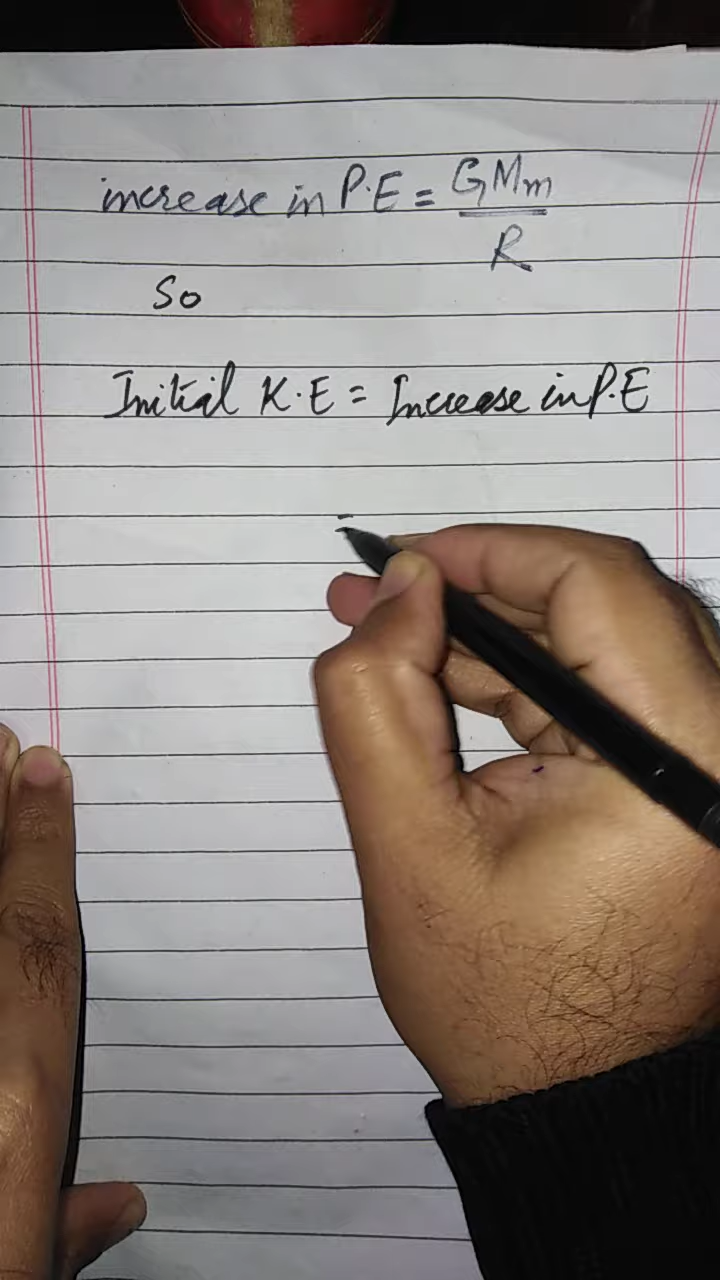 increase in P.E = GMm
R
So
Initial K.E = Increase in P.E
=